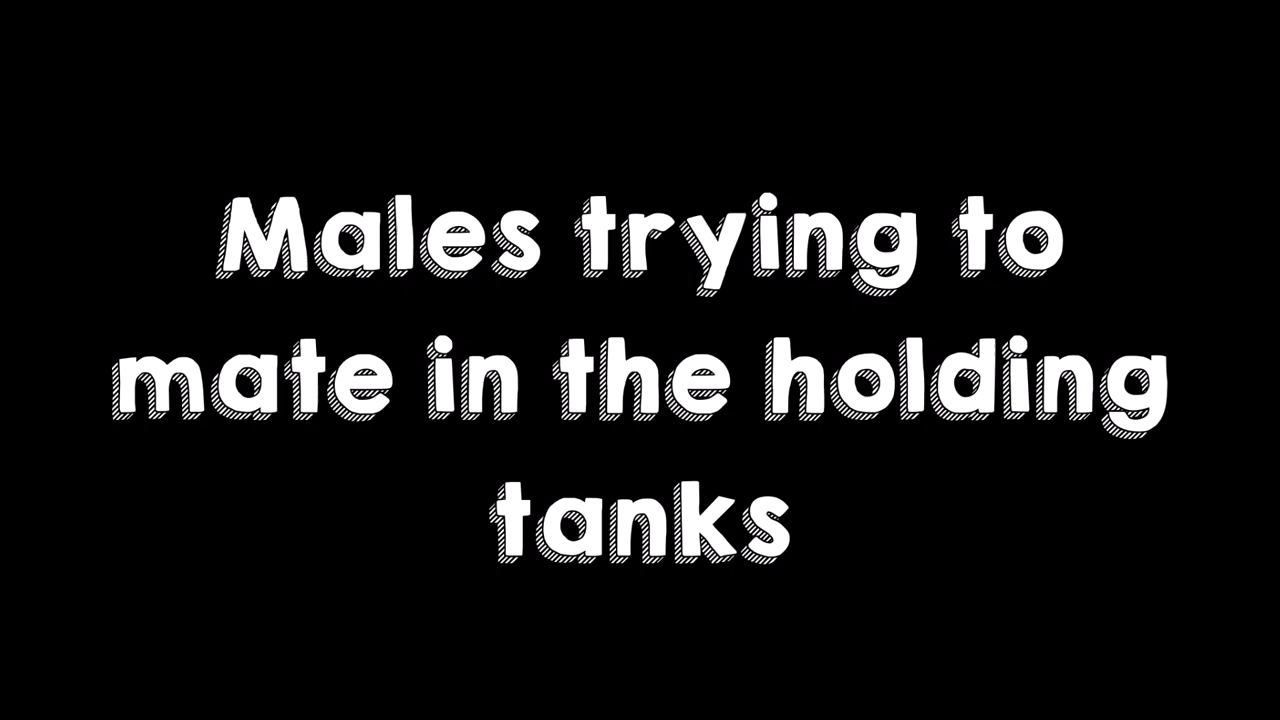 Males trying to
mate in the holding
tanks